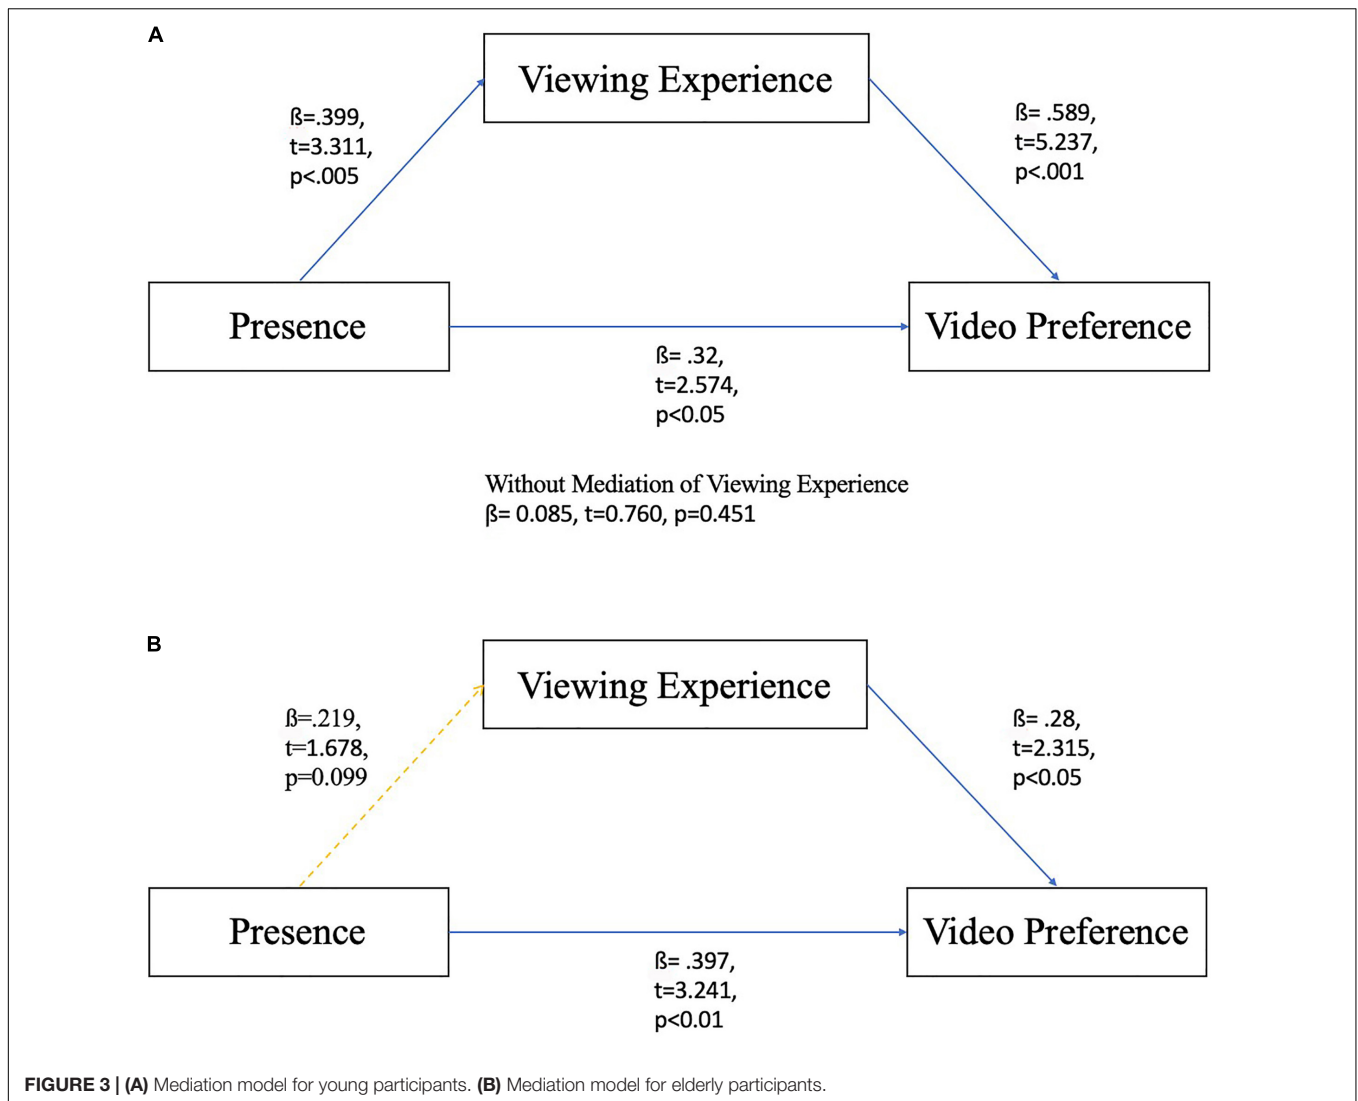 A
Viewing Experience
ß=.399,
t=3.311,
p<.005
ß= .589,
t=5.237,
p<.001
Presence
Video Preference
ß= .32,
t=2.574,
p<0.05
Without Mediation of Viewing Experience
ß= 0.085, t=0.760, p=0.451
B
Viewing Experience
ß=.219,
t=1.678,
p=0.099
ß= .28,
t=2.315,
p<0.05
Presence
Video Preference
ß= .397,
t=3.241,
p<0.01
FIGURE 3 | (A) Mediation model for young participants. (B) Mediation model for elderly participants.